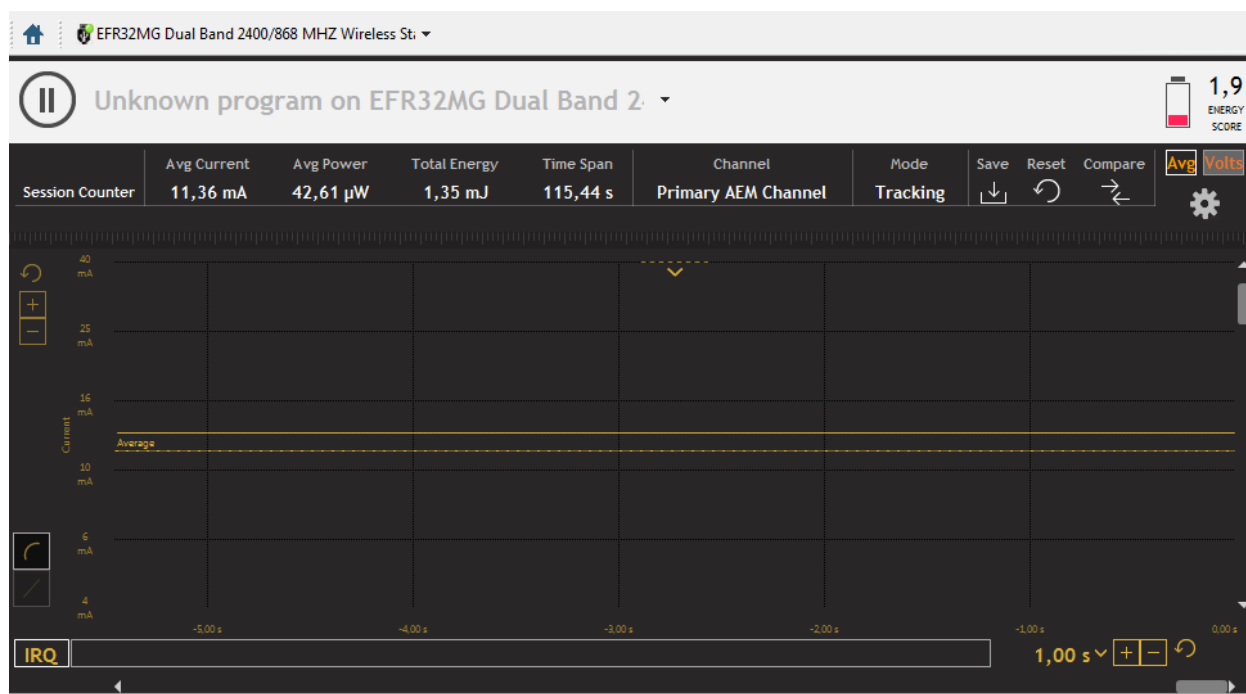 EFR32MG Dual Band 2400/868 MHZ Wireless St
Unknown program on EFR32MG Dual Band 2
1,9
ENERGY
SCORE
Session Counter
Avg Current
11,36 mA
Avg Power
42,61 µW
Total Energy
1,35 mJ
Time Span
115,44 s
Channel
Primary AEM Channel
Mode
Tracking
Save
Reset
Compare
Avg
Volts
40
mA
25
mA
16
mA
Current
Average
10
mA
6
mA
4
mA
-5,00 s
-4,00 s
-3,00 s
-2,00 s
-1,00 s
0,00 s
IRQ
1,00 s